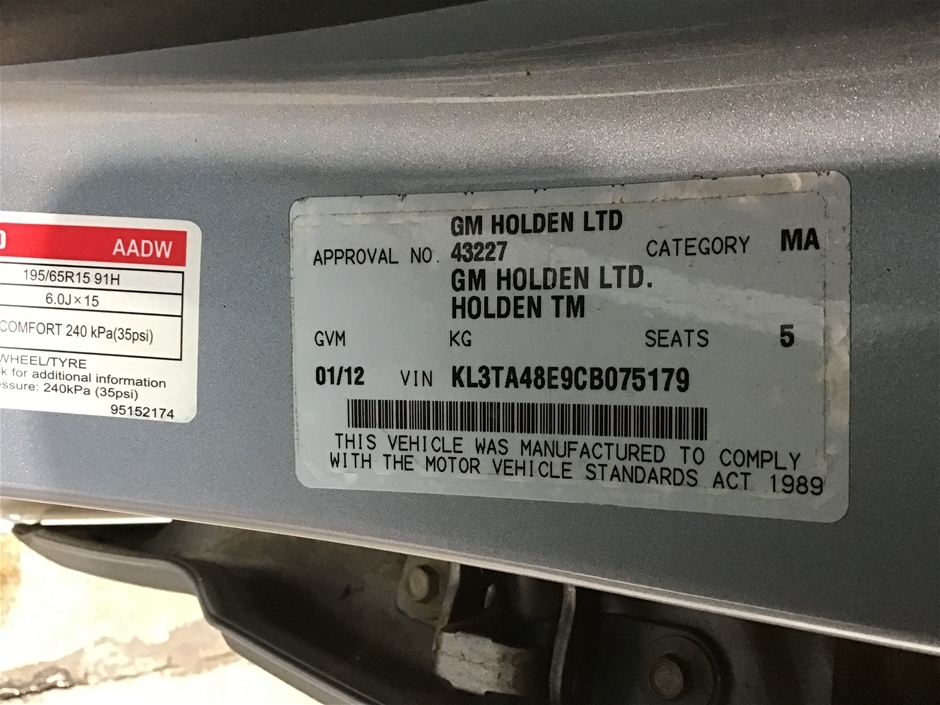 AADW
195/65R15 91H
6.0J×15
COMFORT 240 kPa(35psi)
WHEEL/TYRE
for additional information
essure: 240kPa (35psi)
95152174
GM HOLDEN LTD
APPROVAL NO. 43227 CATEGORY MA
GM HOLDEN LTD.
HOLDEN TM
GVM KG SEATS 5
01/12 VIN KL3TA48E9CB075179
THIS VEHICLE WAS MANUFACTURED TO COMPLY
WITH THE MOTOR VEHICLE STANDARDS ACT 1989